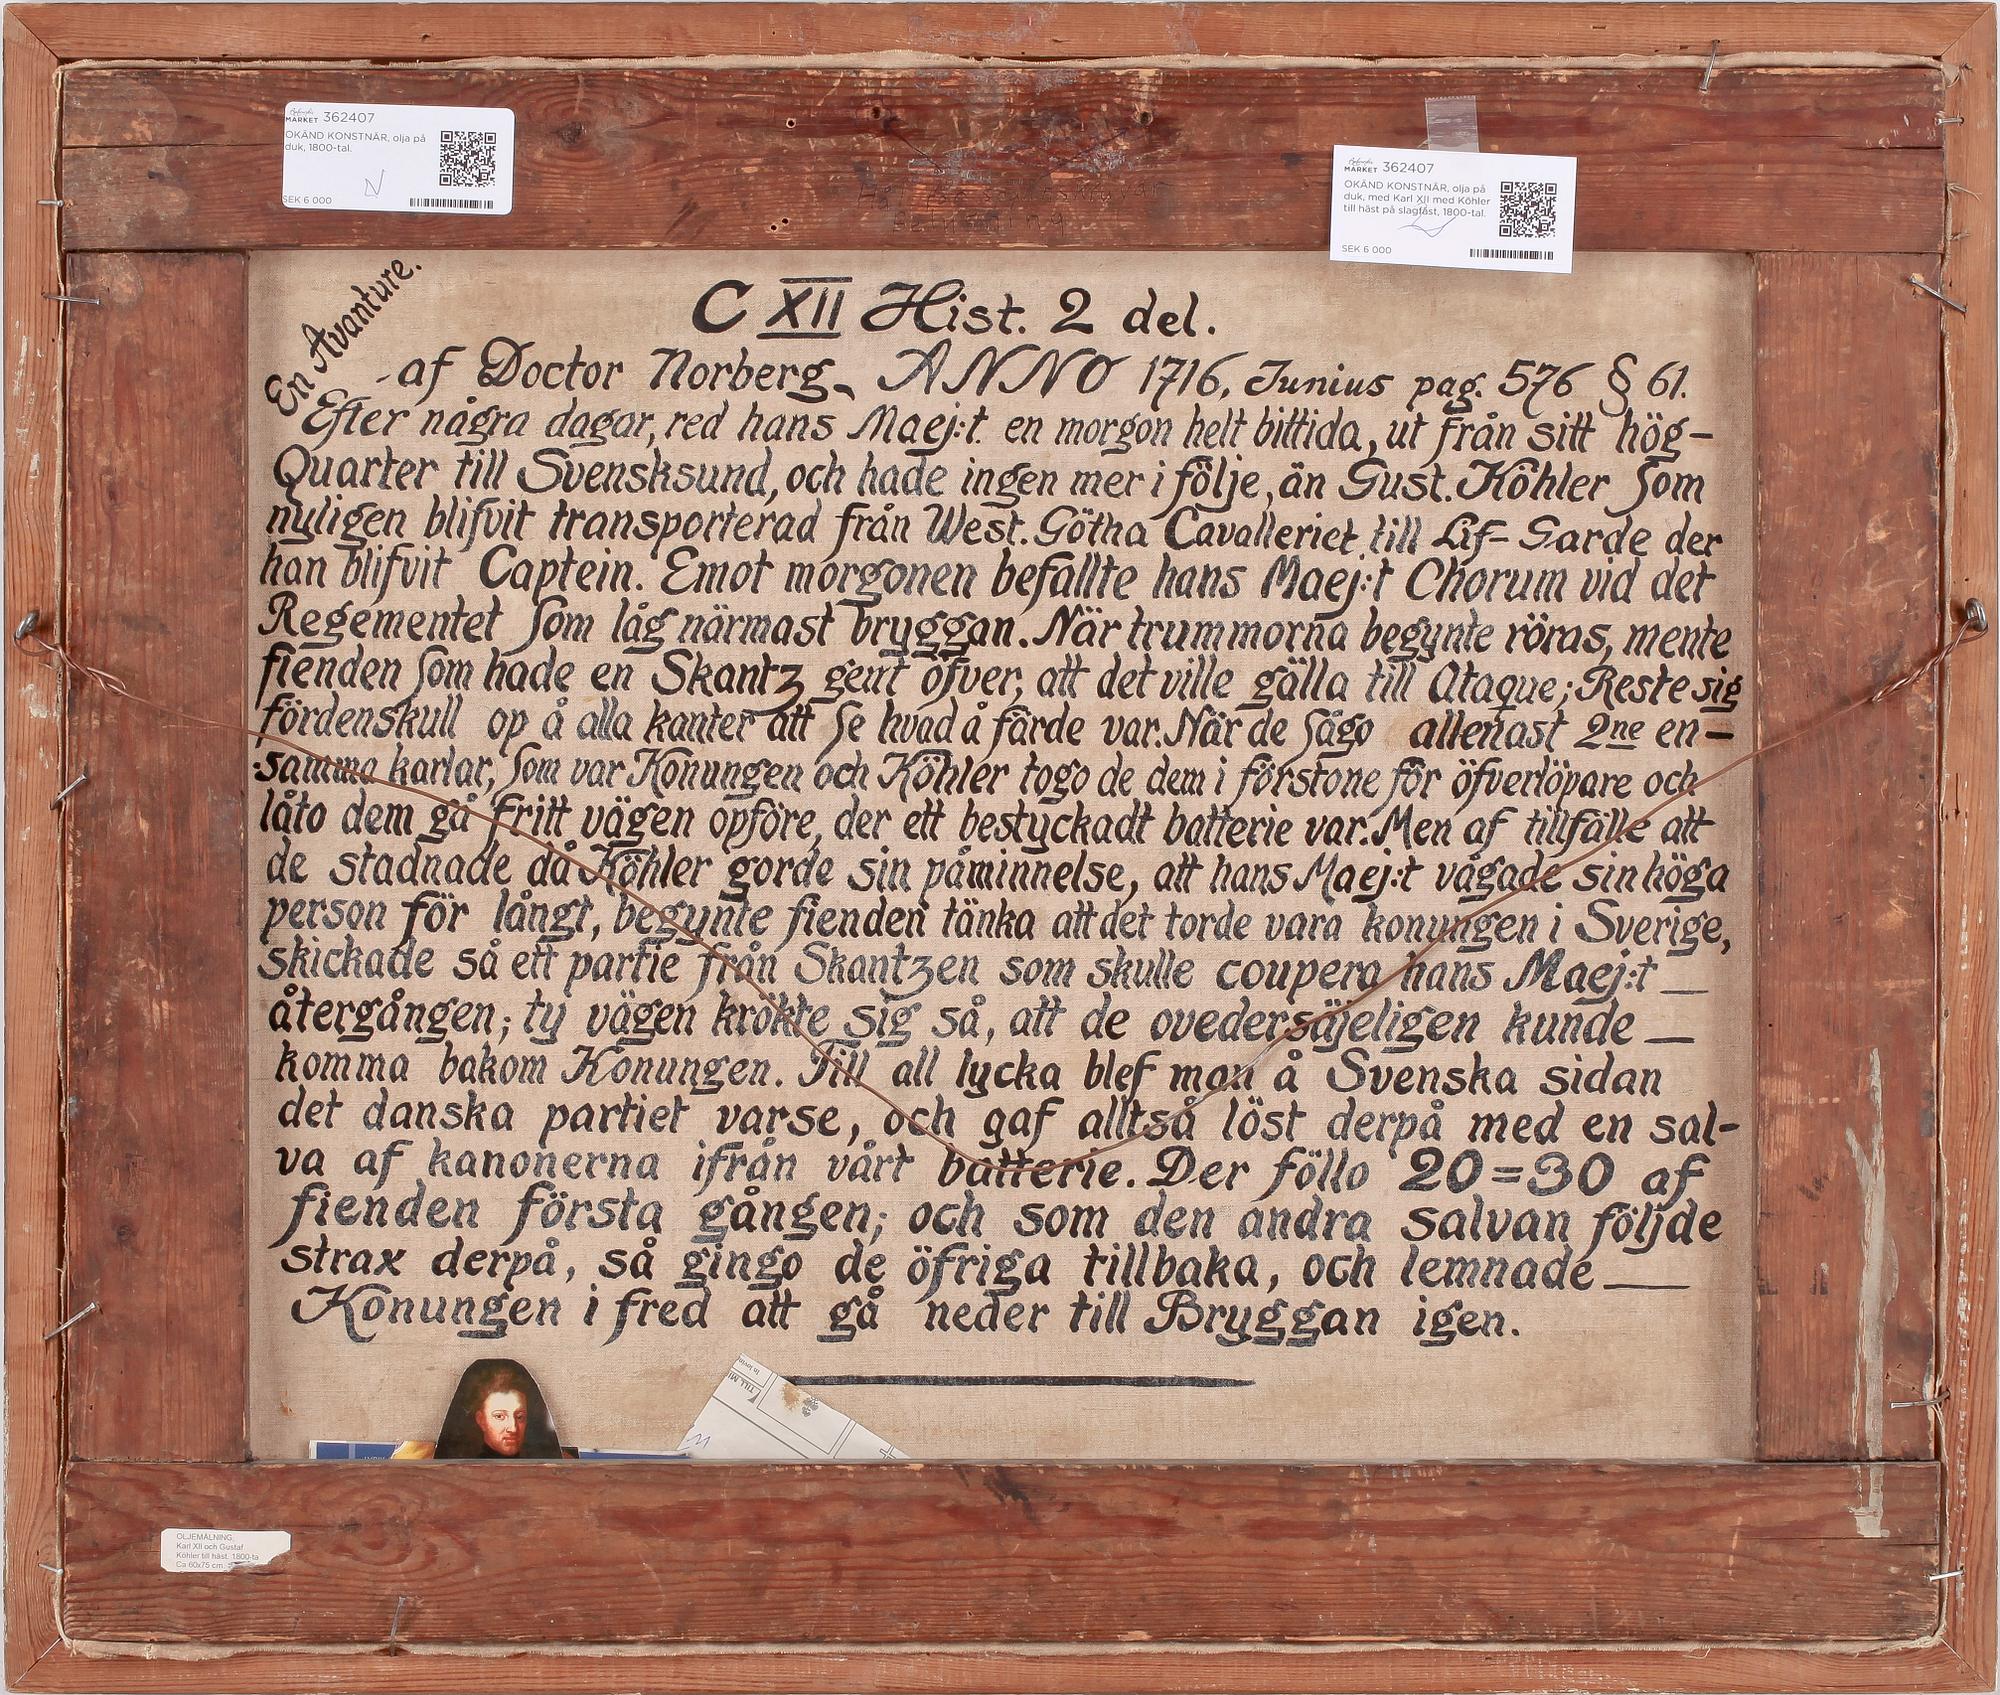 MARKET 362407
OKÄND KONSTNÄR, olja på
duk, 1800-tal.
SEK 6 000
MARKET 362407
OKÄND KONSTNÄR, olja på
duk, med Karl XII med Köhler
till häst på slagfäst, 1800-tal.
SEK 6 000
En Avanture.
C XII Hist. 2 del.
-af Doctor Norberg, ANNO 1716, Junius pag. 576 § 61.
Efter några dagar, red hans Maej:t en morgon helt bittida, ut från sitt hög-
Quarter till Svensksund, och hade ingen mer i följe, än Gust. Köhler som
nyligen blifvit transporterad från West. Götha Cavalleriet till Lif- Garde der
han blifvit Captein. Emot morgonen befallte hans Maej:t Chorum vid det
Regementet som låg närmast bryggan. När trummorna begynte röras, mente
fienden som hade en Skantz gent öfver, att det ville gälla till Ataque; Reste sig
fördenskull op å alla kanter att se hvad å färde var. När de sågo allenast 2ne en-
samma karlar, som var Konungen och Köhler togo de dem i förstone för öfverlöpare och
låto dem gå fritt vägen opföre, der ett bestyckadt batterie var. Men af tillfälle att
de stadnade då Köhler gorde sin påminnelse, att hans Maej:t vågade sin höga
person för långt, begynte fienden tänka att det torde vara konungen i Sverige,
skickade så ett partie från Skantzen som skulle coupera hans Maej:t
återgången; ty vägen krökte sig så, att de ovedersäjeligen kunde
komma bakom Konungen. Till all lycka blef man å Svenska sidan
det danska partiet varse, och gaf alltså löst derpå med en sal-
va af kanonerna ifrån vårt batterie. Der föllo 20=30 af
fienden första gången; och som den andra salvan följde
strax derpå, så gingo de öfriga tillbaka, och lemnade
Konungen i fred att gå neder till Bryggan igen.
TILL MI
OLJEMÅLNING,
Karl XII och Gustaf
Köhler till häst. 1800-ta
Ca 60x75 cm